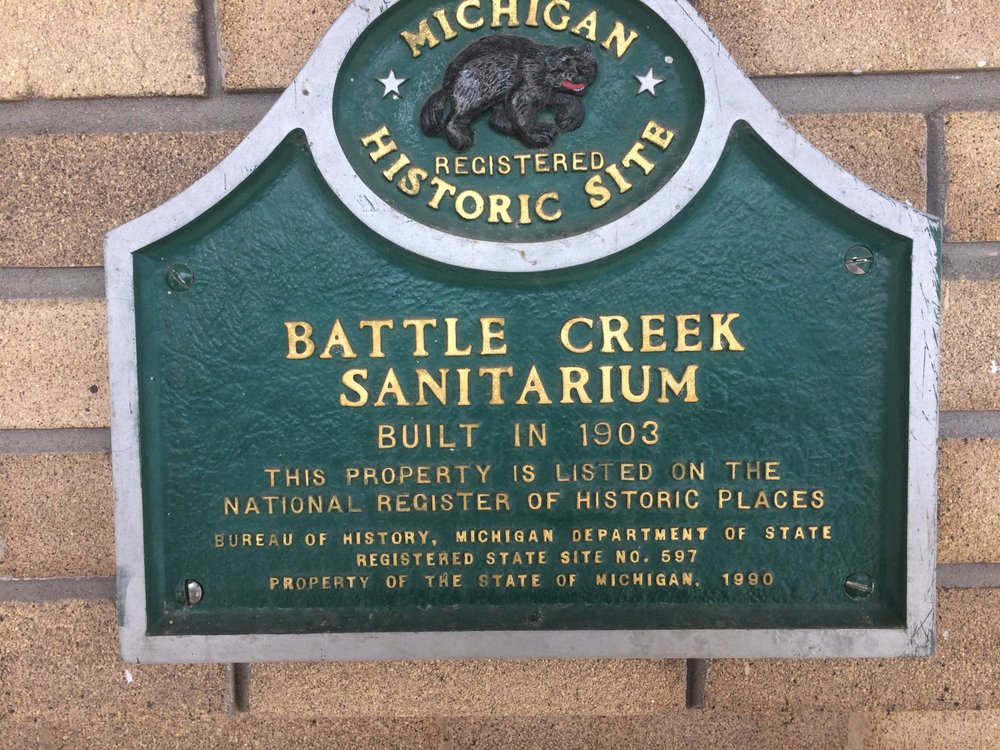 MICHIGAN
REGISTERED
HISTORIC SITE
BATTLE CREEK
SANITARIUM
BUILT IN 1903
THIS PROPERTY IS LISTED ON THE
NATIONAL REGISTER OF HISTORIC PLACES
BUREAU OF HISTORY, MICHIGAN DEPARTMENT OF STATE
REGISTERED STATE SITE NO. 597
PROPERTY OF THE STATE OF MICHIGAN, 1990